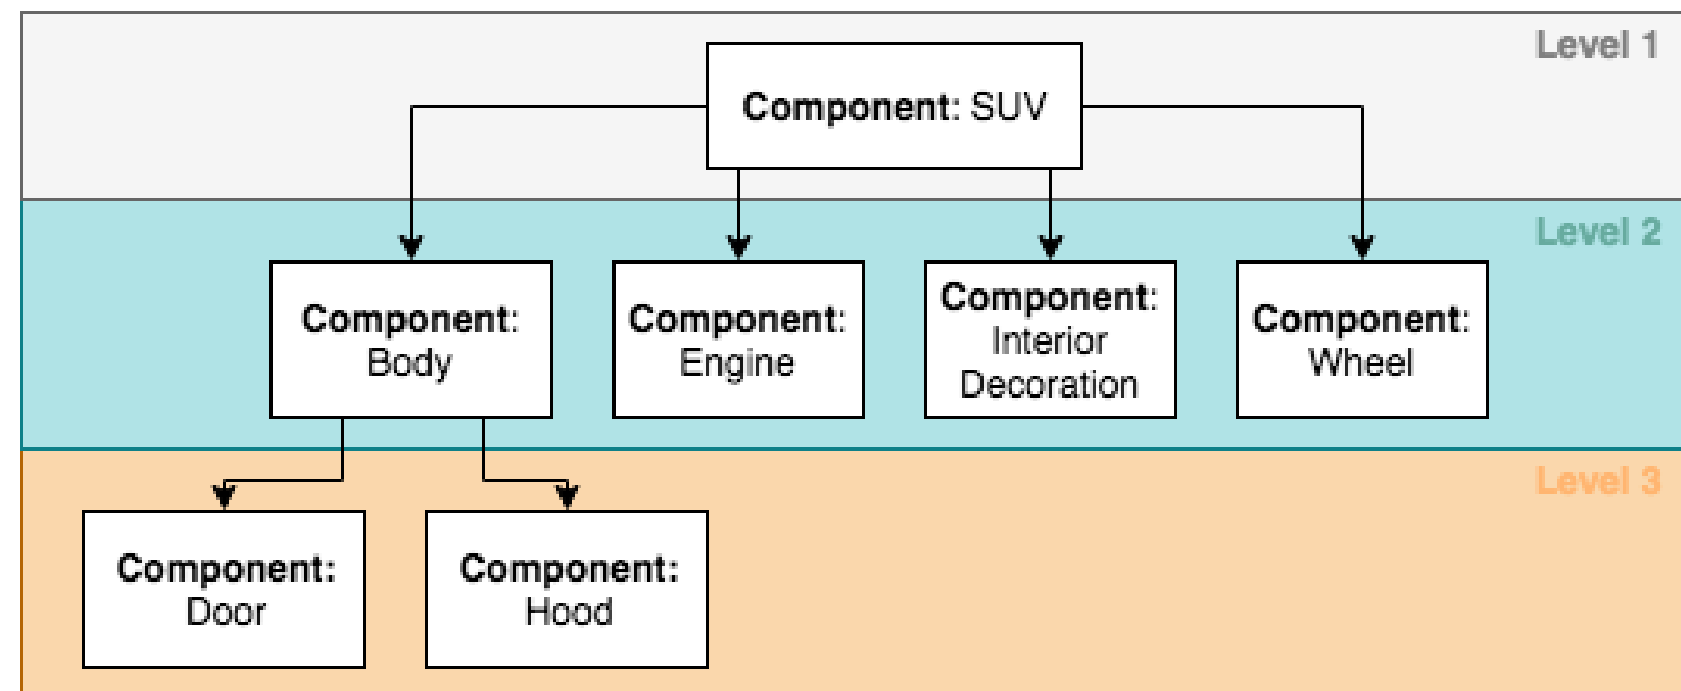 Level 1
Component: SUV
Level 2
Component:
Body
Component:
Engine
Component:
Interior
Decoration
Component:
Wheel
Level 3
Component:
Door
Component:
Hood